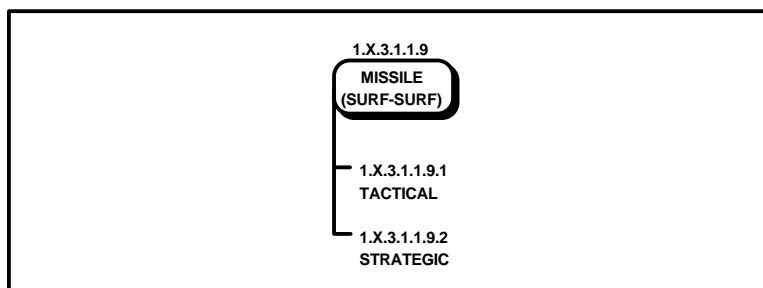 1.X.3.1.1.9
MISSILE
(SURF-SURF)
1.X.3.1.1.9.1
TACTICAL
1.X.3.1.1.9.2
STRATEGIC